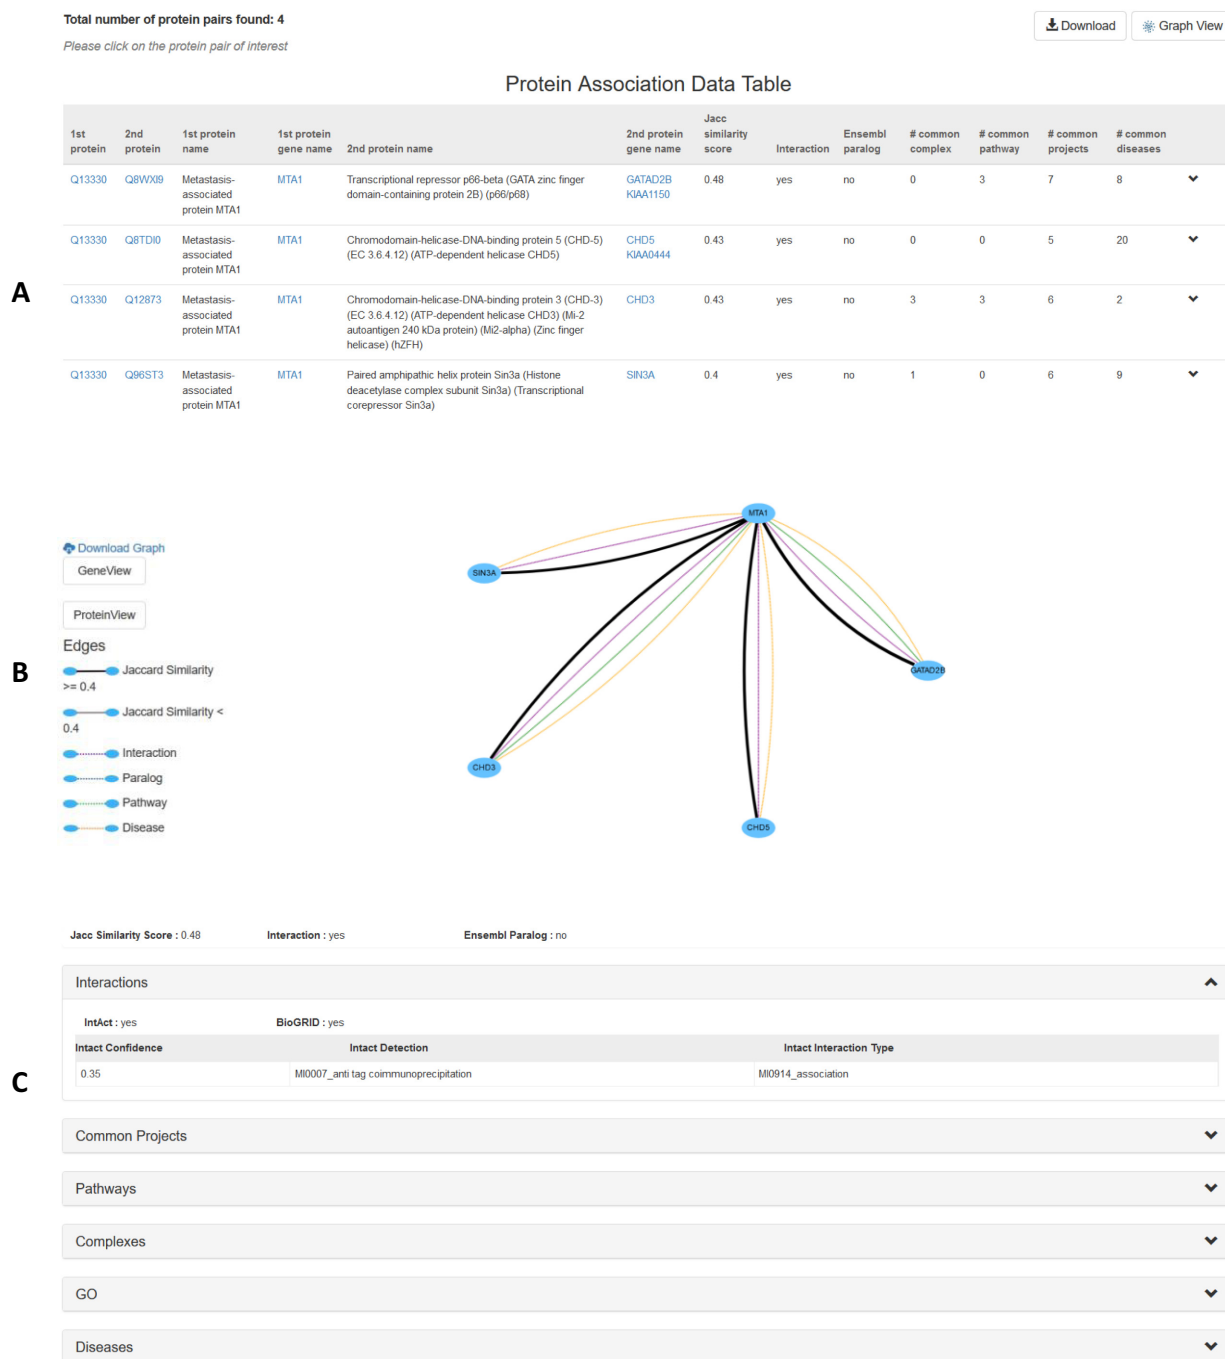 Total number of protein pairs found: 4
Download
Graph View
Please click on the protein pair of interest
Protein Association Data Table
1st protein | 2nd protein | 1st protein name | 1st protein gene name | 2nd protein name | 2nd protein gene name | Jacc similarity score | Interaction | Ensembl paralog | # common complex | # common pathway | # common projects | # common diseases
Q13330 Q8WXI9 Metastasis-associated protein MTA1 MTA1 Transcriptional repressor p66-beta (GATA zinc finger domain-containing protein 2B) (p66/p68) GATAD2B KIAA1150 0.48 yes no 0 3 7 8
Q13330 Q8TDI0 Metastasis-associated protein MTA1 MTA1 Chromodomain-helicase-DNA-binding protein 5 (CHD-5) (EC 3.6.4.12) (ATP-dependent helicase CHD5) CHD5 KIAA0444 0.43 yes no 0 0 5 20
A
Q13330 Q12873 Metastasis-associated protein MTA1 MTA1 Chromodomain-helicase-DNA-binding protein 3 (CHD-3) (EC 3.6.4.12) (ATP-dependent helicase CHD3) (Mi-2 autoantigen 240 kDa protein) (Mi2-alpha) (Zinc finger helicase) (hZFH) CHD3 0.43 yes no 3 3 6 2
Q13330 Q96ST3 Metastasis-associated protein MTA1 MTA1 Paired amphipathic helix protein Sin3a (Histone deacetylase complex subunit Sin3a) (Transcriptional corepressor Sin3a) SIN3A 0.4 yes no 1 0 6 9
B
Download Graph
GeneView
ProteinView
Edges
Jaccard Similarity
>= 0.4
Jaccard Similarity <
0.4
Interaction
Paralog
Pathway
Disease
MTA1
SIN3A
GATAD2B
CHD3
CHD5
C
Jacc Similarity Score : 0.48 Interaction : yes Ensembl Paralog : no
Interactions
IntAct : yes BioGRID : yes
Intact Confidence Intact Detection Intact Interaction Type
0.35 MI0007_anti tag coimmunoprecipitation MI0914_association
Common Projects
Pathways
Complexes
GO
Diseases